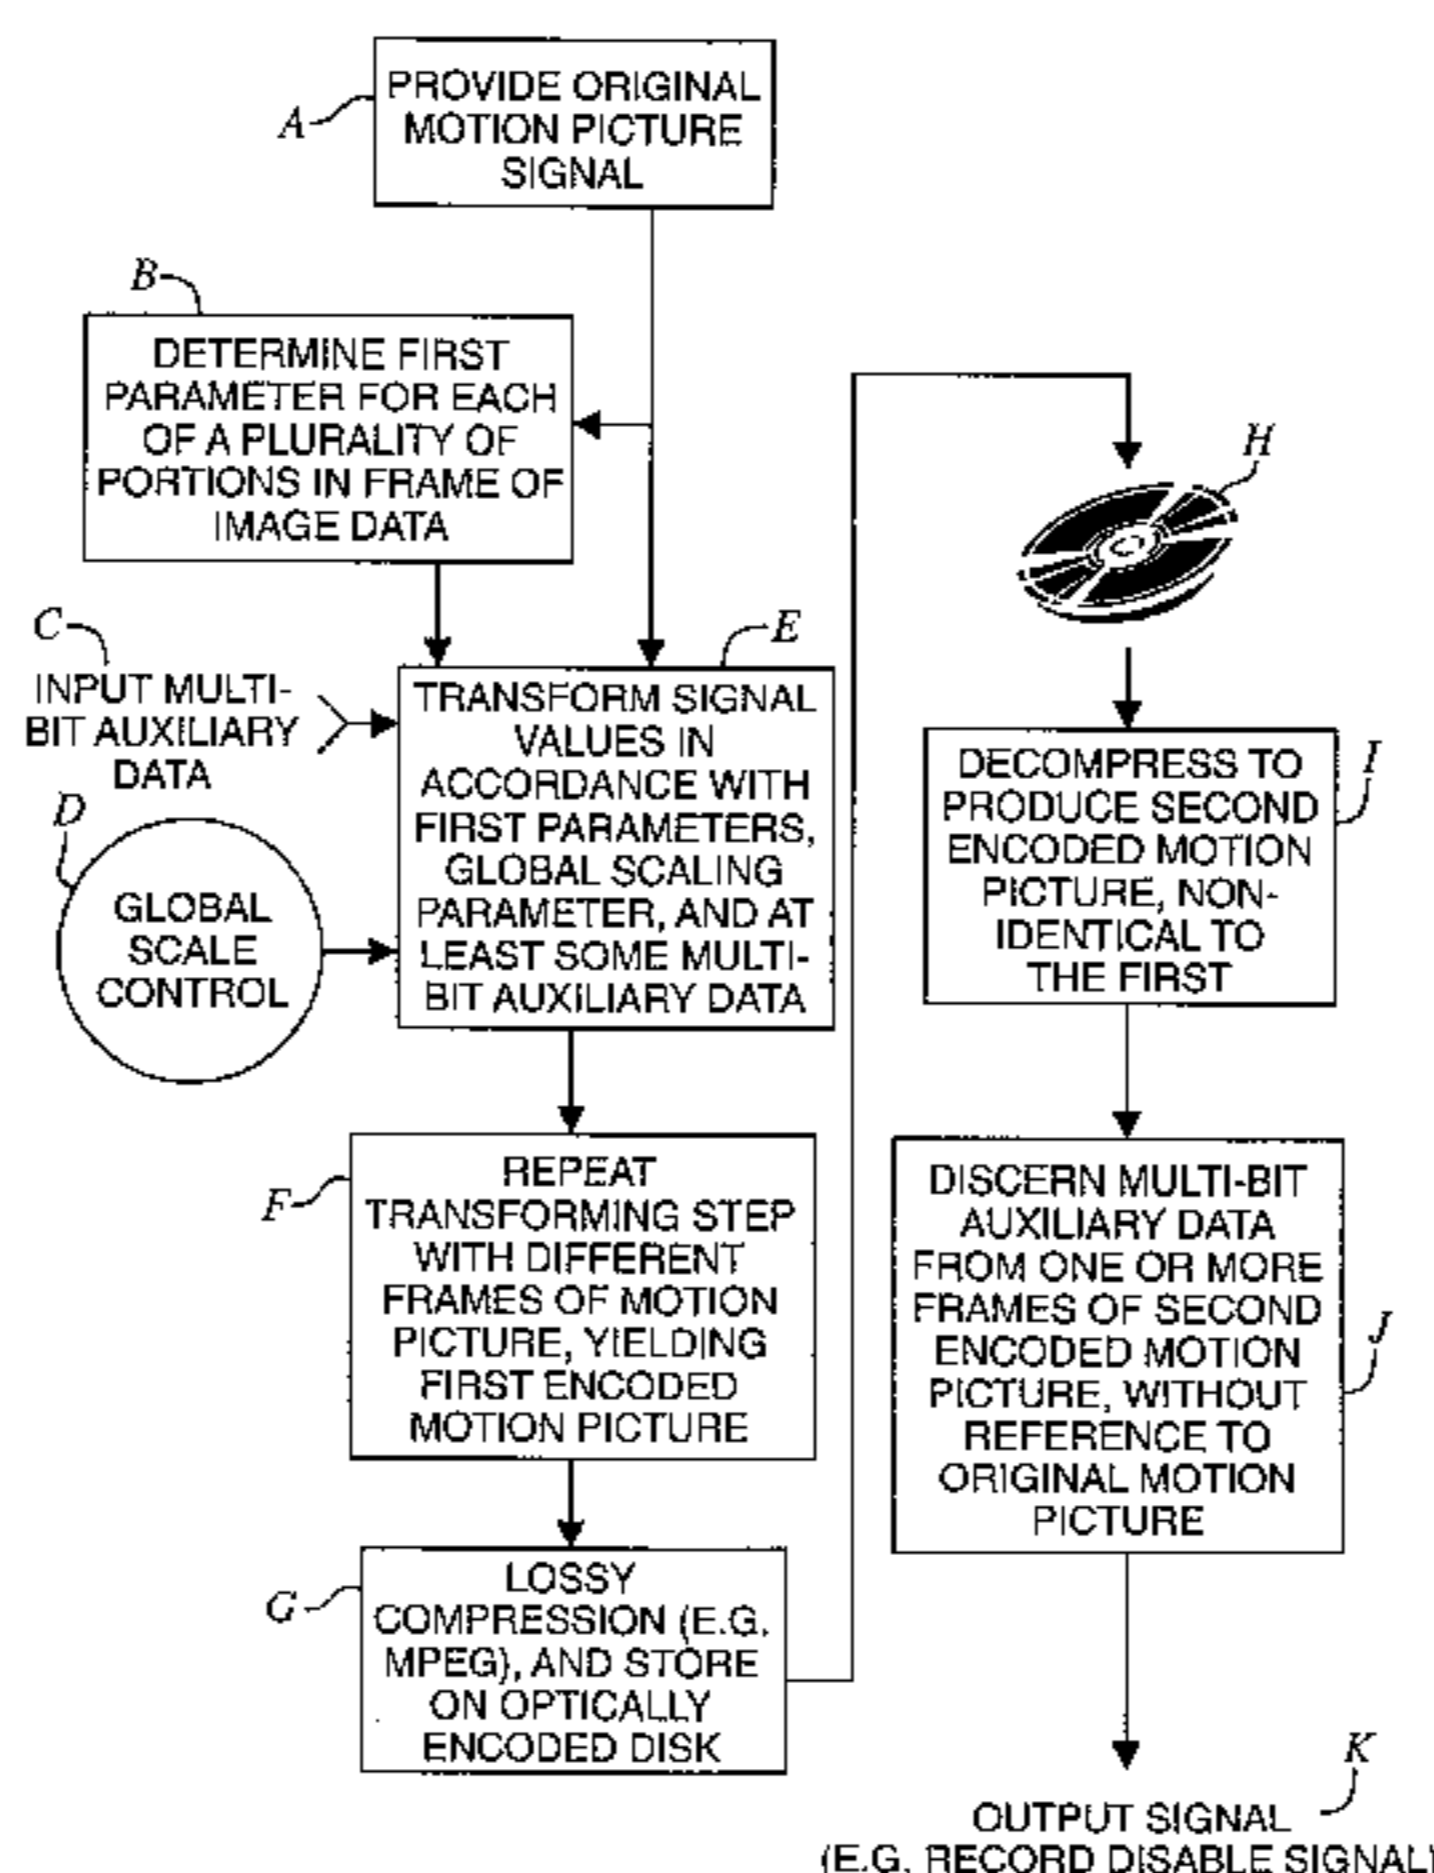 A
PROVIDE ORIGINAL
MOTION PICTURE
SIGNAL
B
DETERMINE FIRST
PARAMETER FOR EACH
OF A PLURALITY OF
PORTIONS IN FRAME OF
IMAGE DATA
C
INPUT MULTI-
BIT AUXILIARY
DATA
D
GLOBAL
SCALE
CONTROL
E
TRANSFORM SIGNAL
VALUES IN
ACCORDANCE WITH
FIRST PARAMETERS,
GLOBAL SCALING
PARAMETER, AND AT
LEAST SOME MULTI-
BIT AUXILIARY DATA
F
REPEAT
TRANSFORMING STEP
WITH DIFFERENT
FRAMES OF MOTION
PICTURE, YIELDING
FIRST ENCODED
MOTION PICTURE
G
LOSSY
COMPRESSION (E.G.
MPEG), AND STORE
ON OPTICALLY
ENCODED DISK
H
I
DECOMPRESS TO
PRODUCE SECOND
ENCODED MOTION
PICTURE, NON-
IDENTICAL TO
THE FIRST
J
DISCERN MULTI-BIT
AUXILIARY DATA
FROM ONE OR MORE
FRAMES OF SECOND
ENCODED MOTION
PICTURE, WITHOUT
REFERENCE TO
ORIGINAL MOTION
PICTURE
K
OUTPUT SIGNAL
(E.G. RECORD DISABLE SIGNAL)